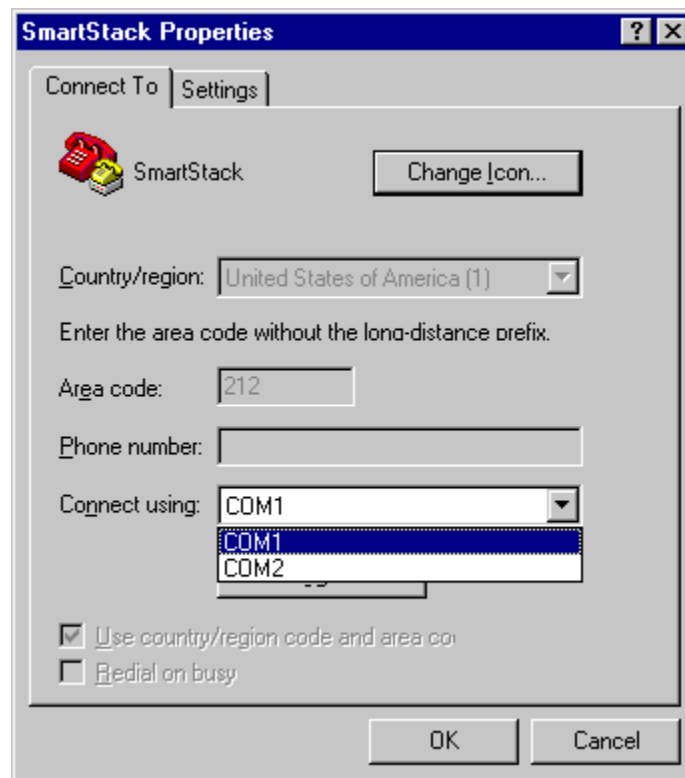 SmartStack Properties
Connect To Settings
SmartStack Change Icon...
Country/region: United States of America (1)
Enter the area code without the long-distance prefix.
Area code: 212
Phone number:
Connect using: COM1
COM1
COM2
Use country/region code and area co
Redial on busy
OK Cancel